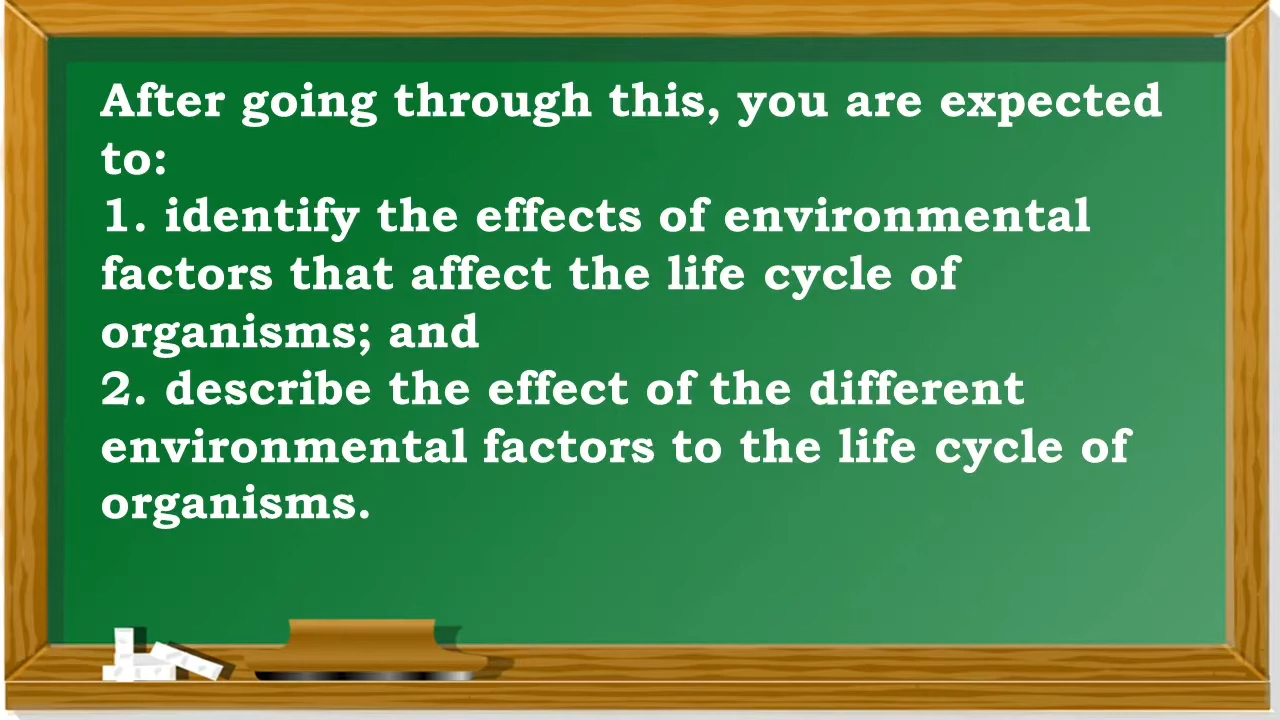 After going through this, you are expected
to:
1. identify the effects of environmental
factors that affect the life cycle of
organisms; and
2. describe the effect of the different
environmental factors to the life cycle of
organisms.